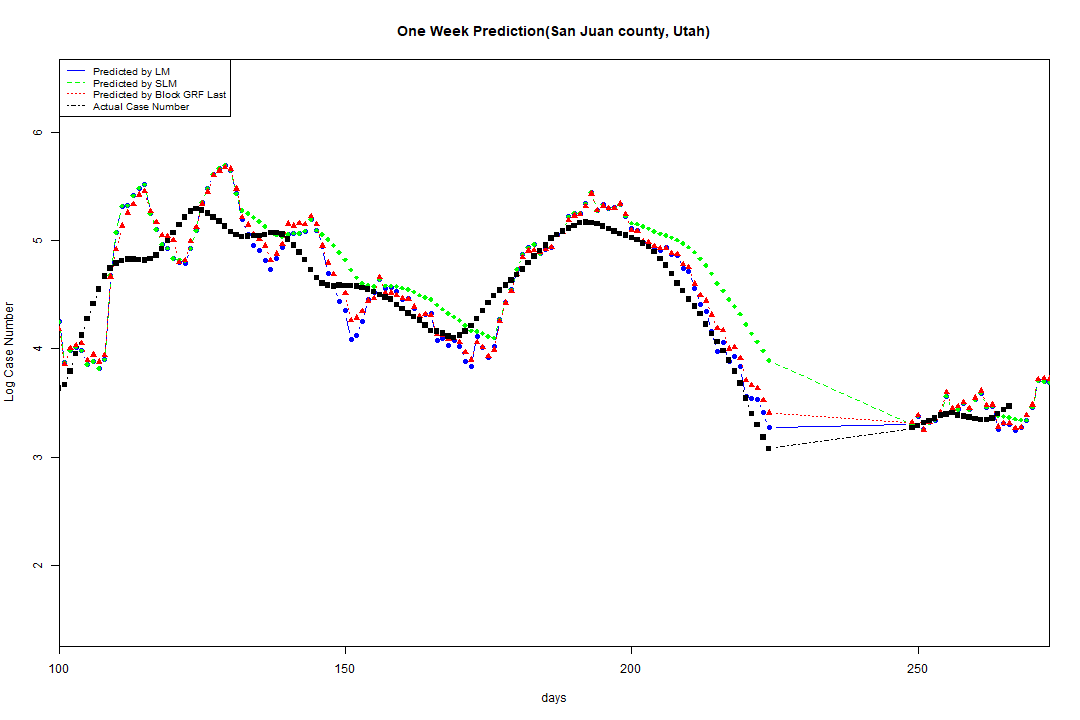 One Week Prediction(San Juan county, Utah)
Predicted by LM
Predicted by SLM
Predicted by Block GRF Last
Actual Case Number
6
5
4
3
2
Log Case Number
100 150 200 250
days